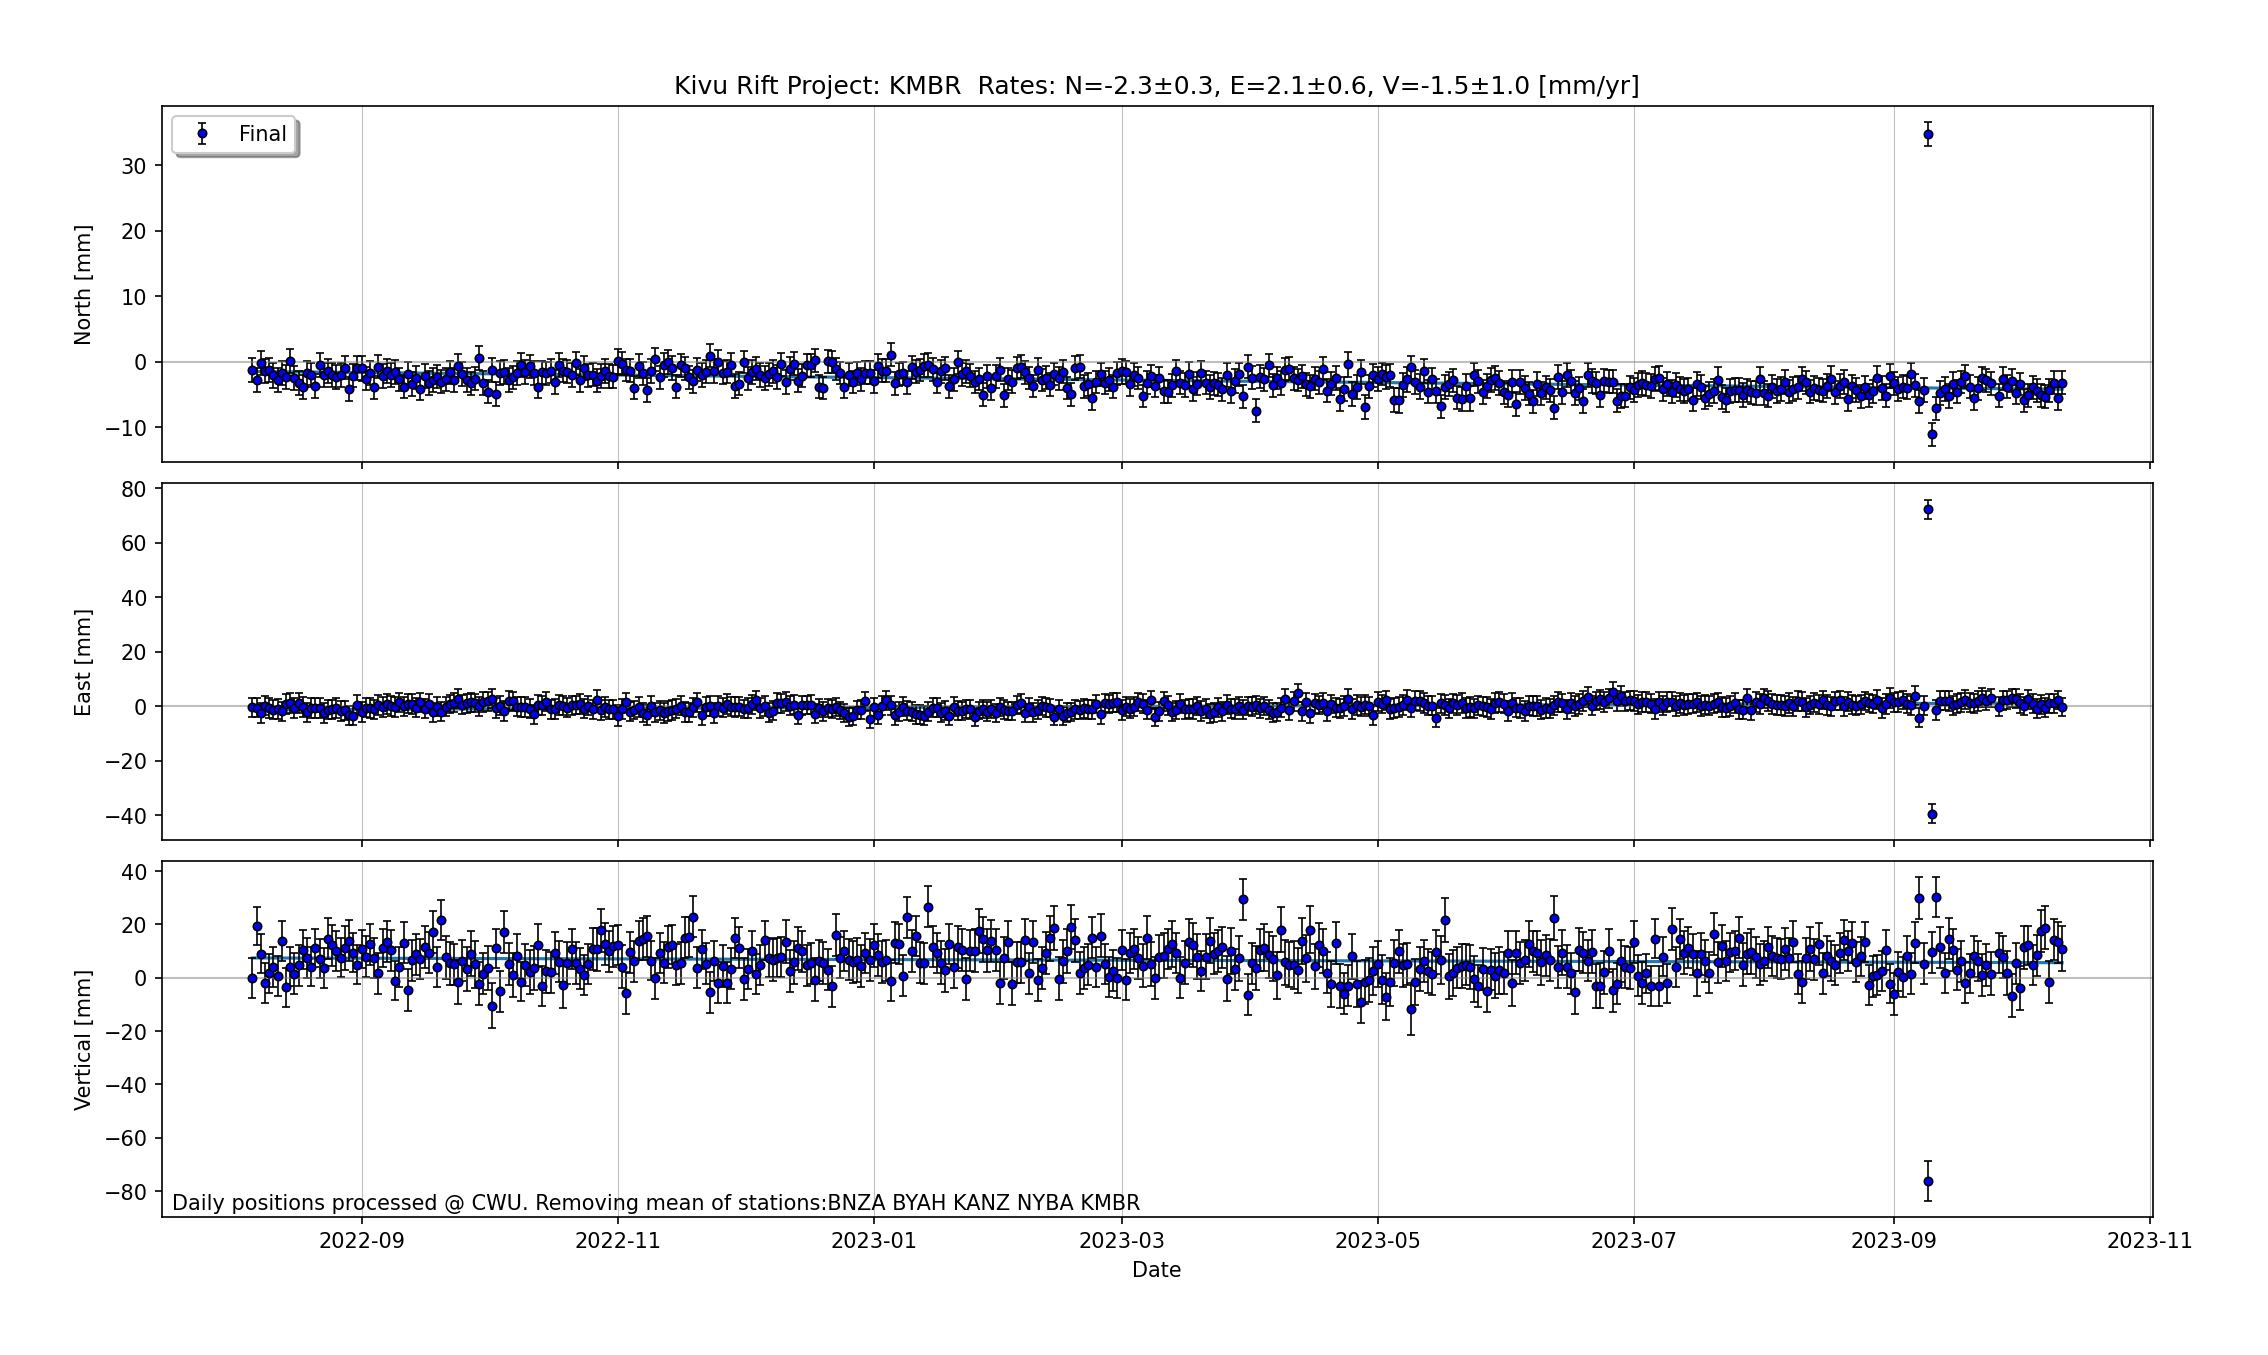 Kivu Rift Project: KMBR  Rates: N=-2.3±0.3, E=2.1±0.6, V=-1.5±1.0 [mm/yr]
Final
North [mm]
30
20
10
0
−10
East [mm]
80
60
40
20
0
−20
−40
Vertical [mm]
40
20
0
−20
−40
−60
−80
Daily positions processed @ CWU. Removing mean of stations:BNZA BYAH KANZ NYBA KMBR
2022-09 2022-11 2023-01 2023-03 2023-05 2023-07 2023-09 2023-11
Date